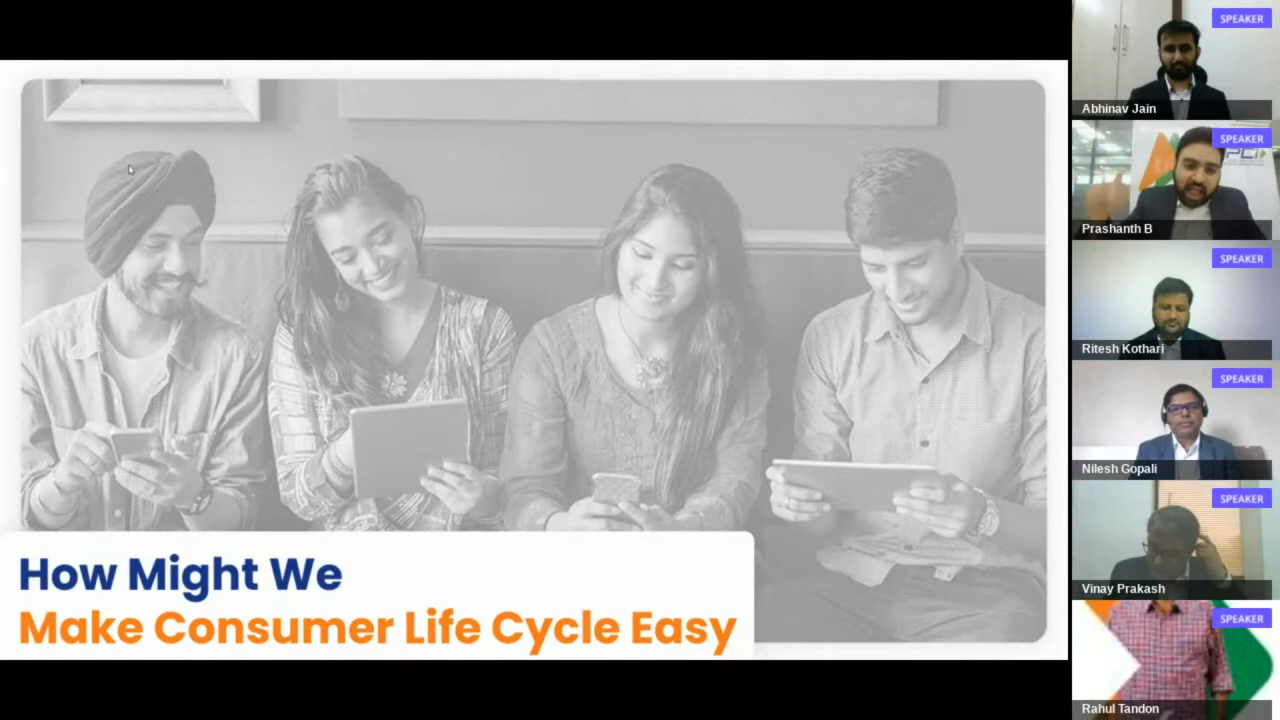 How Might We
Make Consumer Life Cycle Easy
SPEAKER
Abhinav Jain
SPEAKER
Prashanth B
SPEAKER
Ritesh Kothari
SPEAKER
Nilesh Gopali
SPEAKER
Vinay Prakash
SPEAKER
Rahul Tandon